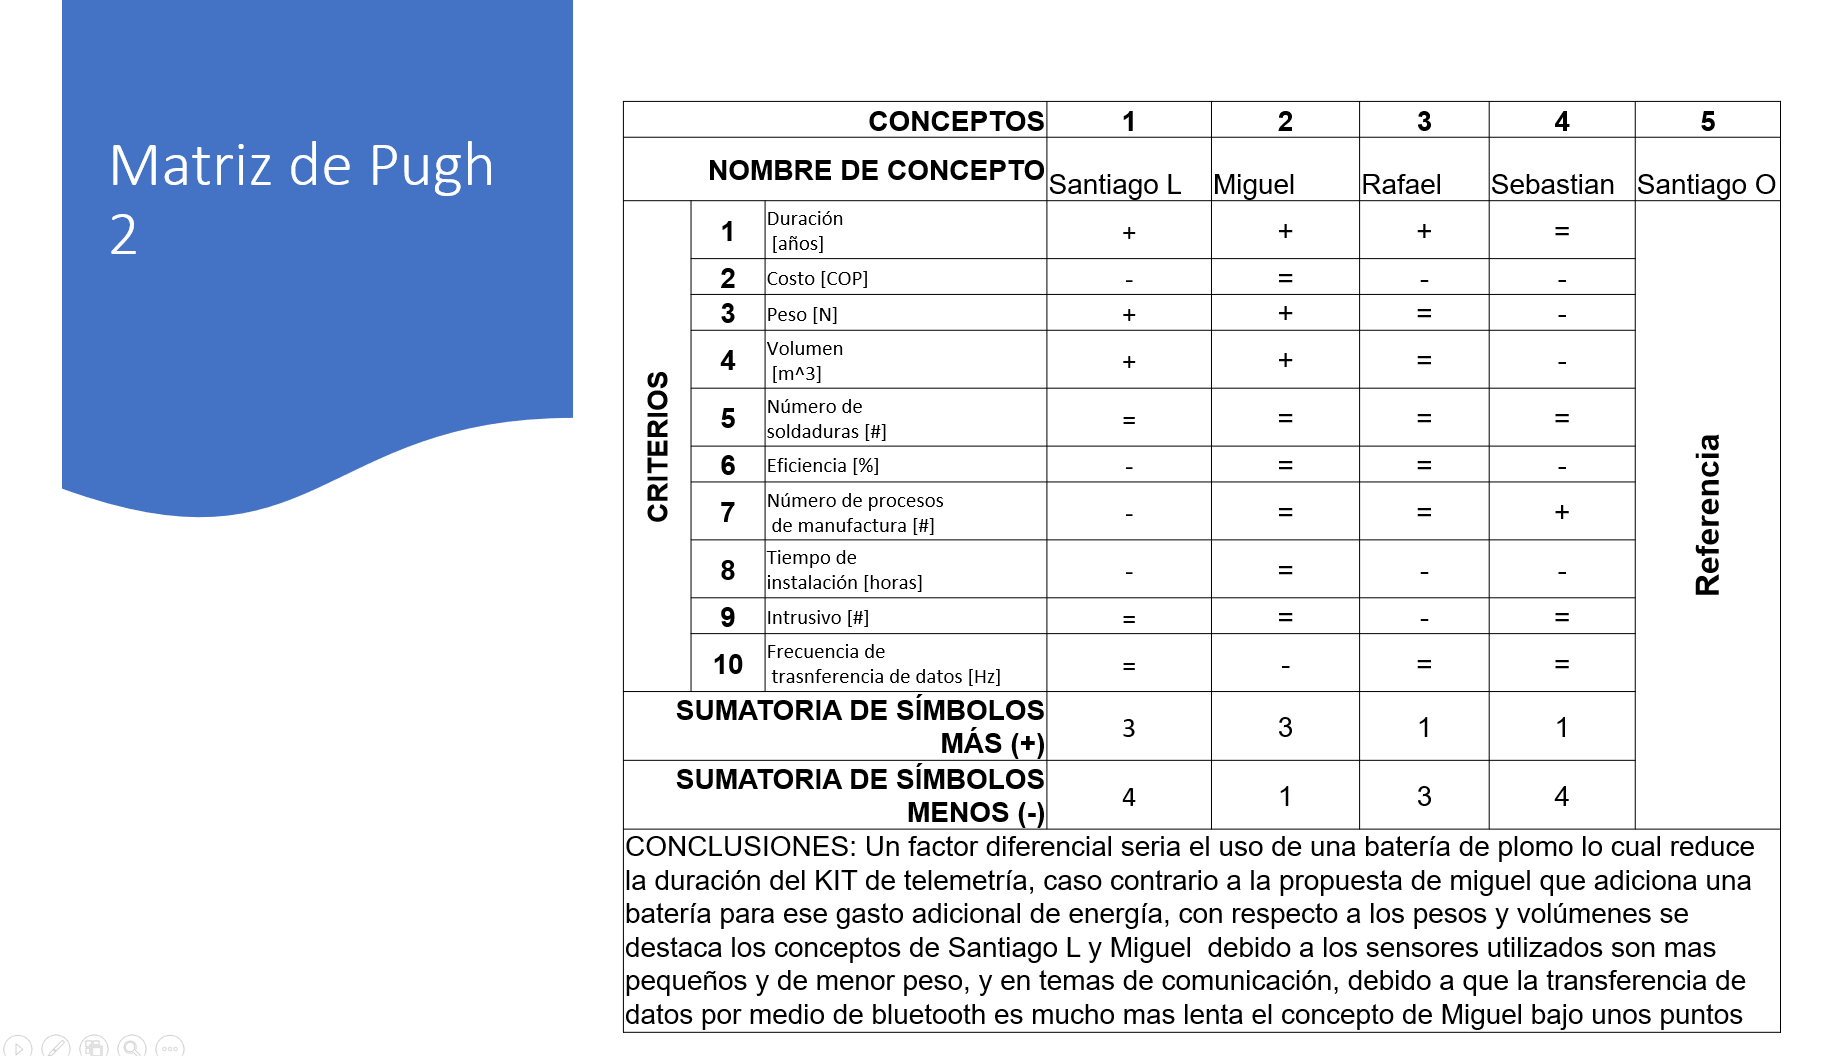 Matriz de Pugh
2
CONCEPTOS 1 2 3 4 5
NOMBRE DE CONCEPTO Santiago L Miguel Rafael Sebastian Santiago O
CRITERIOS
Referencia
1 Duración
[años] + + + =
2 Costo [COP] - = - -
3 Peso [N] + + = -
4 Volumen
[m^3] + + = -
5 Número de
soldaduras [#] = = = =
6 Eficiencia [%] - = = -
7 Número de procesos
de manufactura [#] - = = +
8 Tiempo de
instalación [horas] - = - -
9 Intrusivo [#] = = - =
10 Frecuencia de
trasnferencia de datos [Hz] = - = =
SUMATORIA DE SÍMBOLOS
MÁS (+) 3 3 1 1
SUMATORIA DE SÍMBOLOS
MENOS (-) 4 1 3 4
CONCLUSIONES: Un factor diferencial seria el uso de una batería de plomo lo cual reduce
la duración del KIT de telemetría, caso contrario a la propuesta de miguel que adiciona una
batería para ese gasto adicional de energía, con respecto a los pesos y volúmenes se
destaca los conceptos de Santiago L y Miguel  debido a los sensores utilizados son mas
pequeños y de menor peso, y en temas de comunicación, debido a que la transferencia de
datos por medio de bluetooth es mucho mas lenta el concepto de Miguel bajo unos puntos